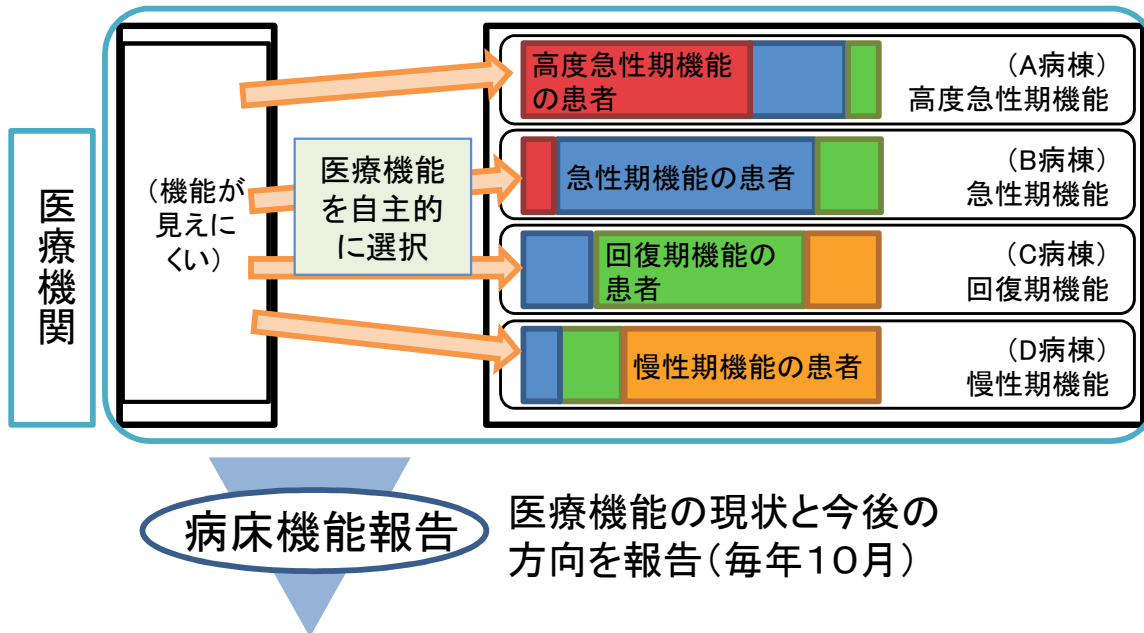 医療機関
(機能が
見えに
くい)
医療機能
を自主的
に選択
高度急性期機能
の患者
(A病棟)
高度急性期機能
急性期機能の患者
(B病棟)
急性期機能
回復期機能の
患者
(C病棟)
回復期機能
慢性期機能の患者
(D病棟)
慢性期機能
病床機能報告
医療機能の現状と今後の
方向を報告(毎年10月)